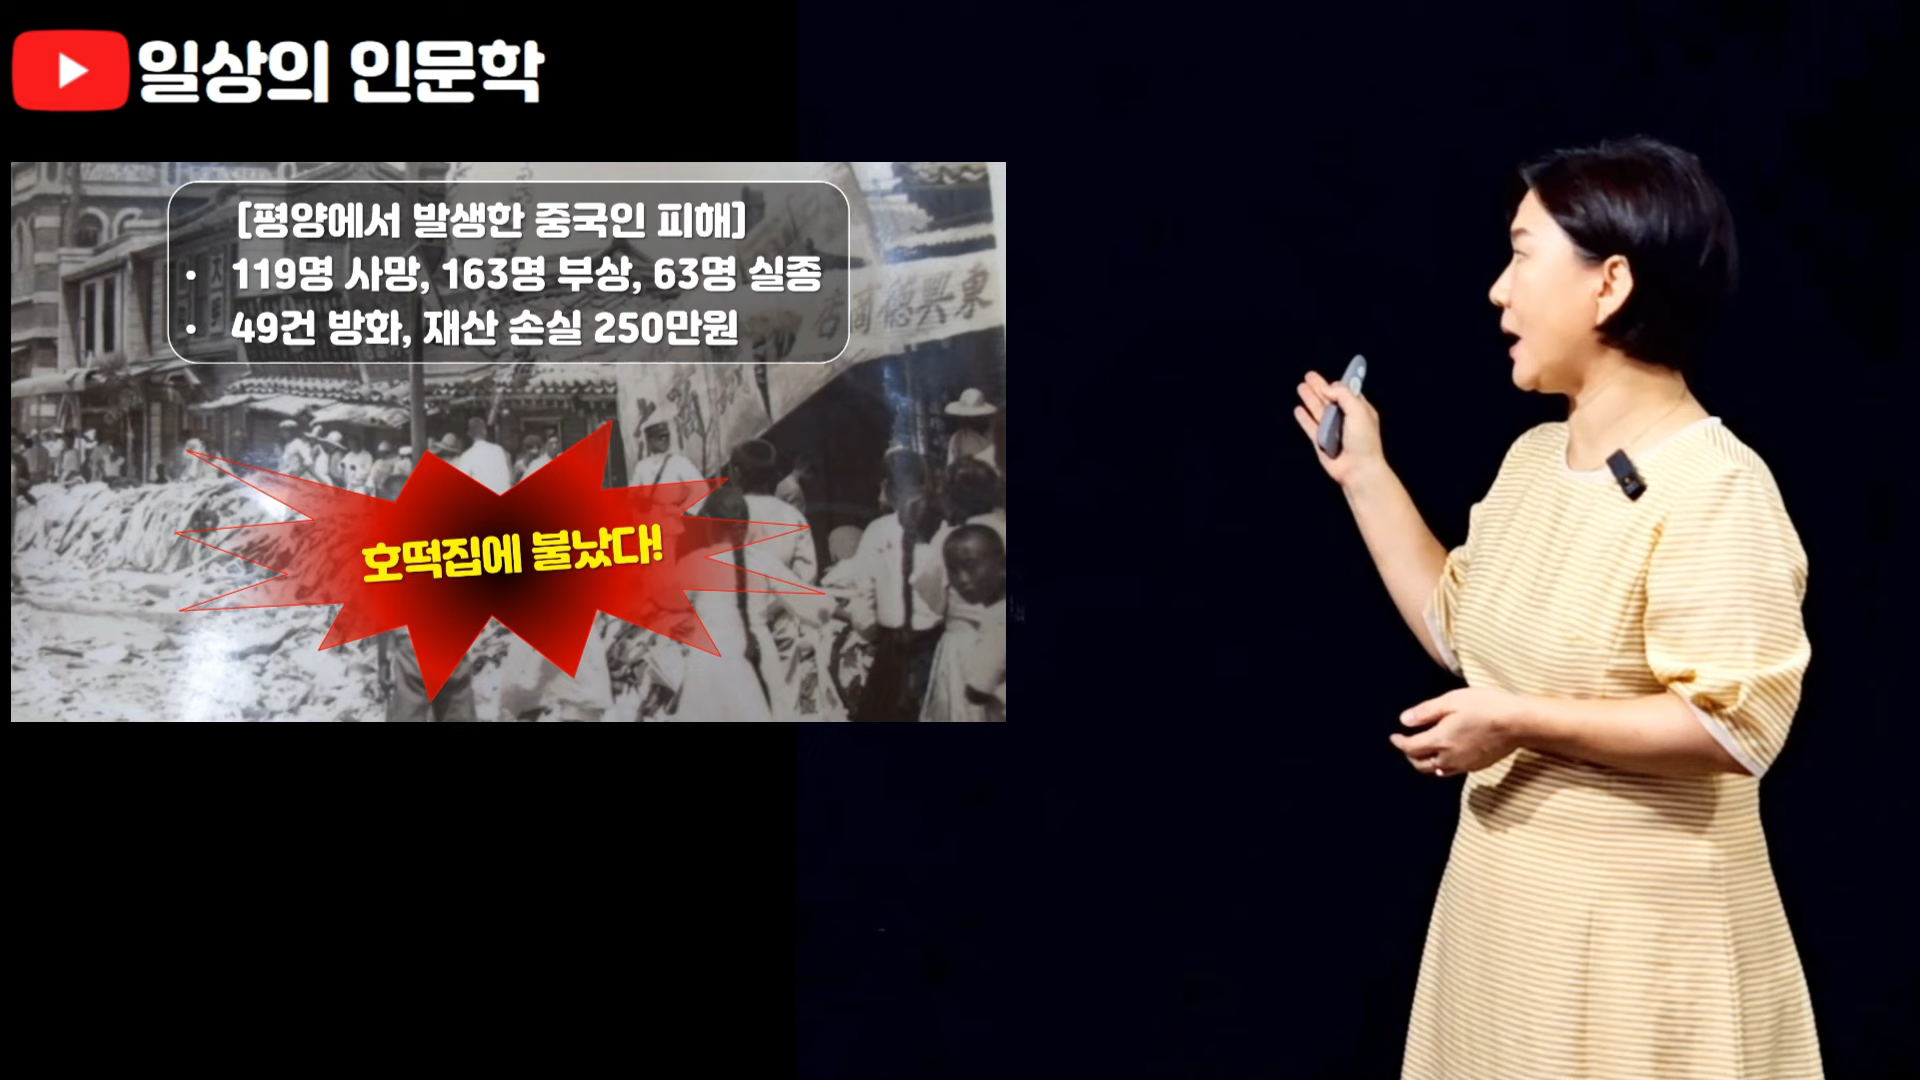 일상의 인문학
[평양에서 발생한 중국인 피해]
• 119명 사망, 163명 부상, 63명 실종
• 49건 방화, 재산 손실 250만원
東興德商店
호떡집에 불났다!